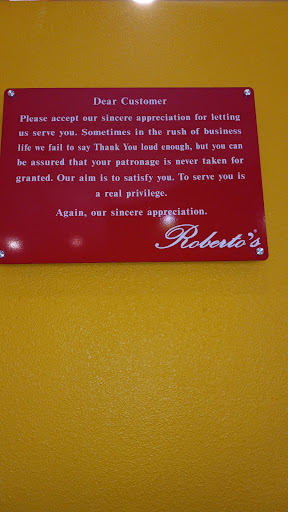 Dear Customer
Please accept our sincere appreciation for letting
us serve you. Sometimes in the rush of business
life we fail to say Thank You loud enough, but you can
be assured that your patronage is never taken for
granted. Our aim is to satisfy you. To serve you is
a real privilege.
Again, our sincere appreciation.
Roberto's®